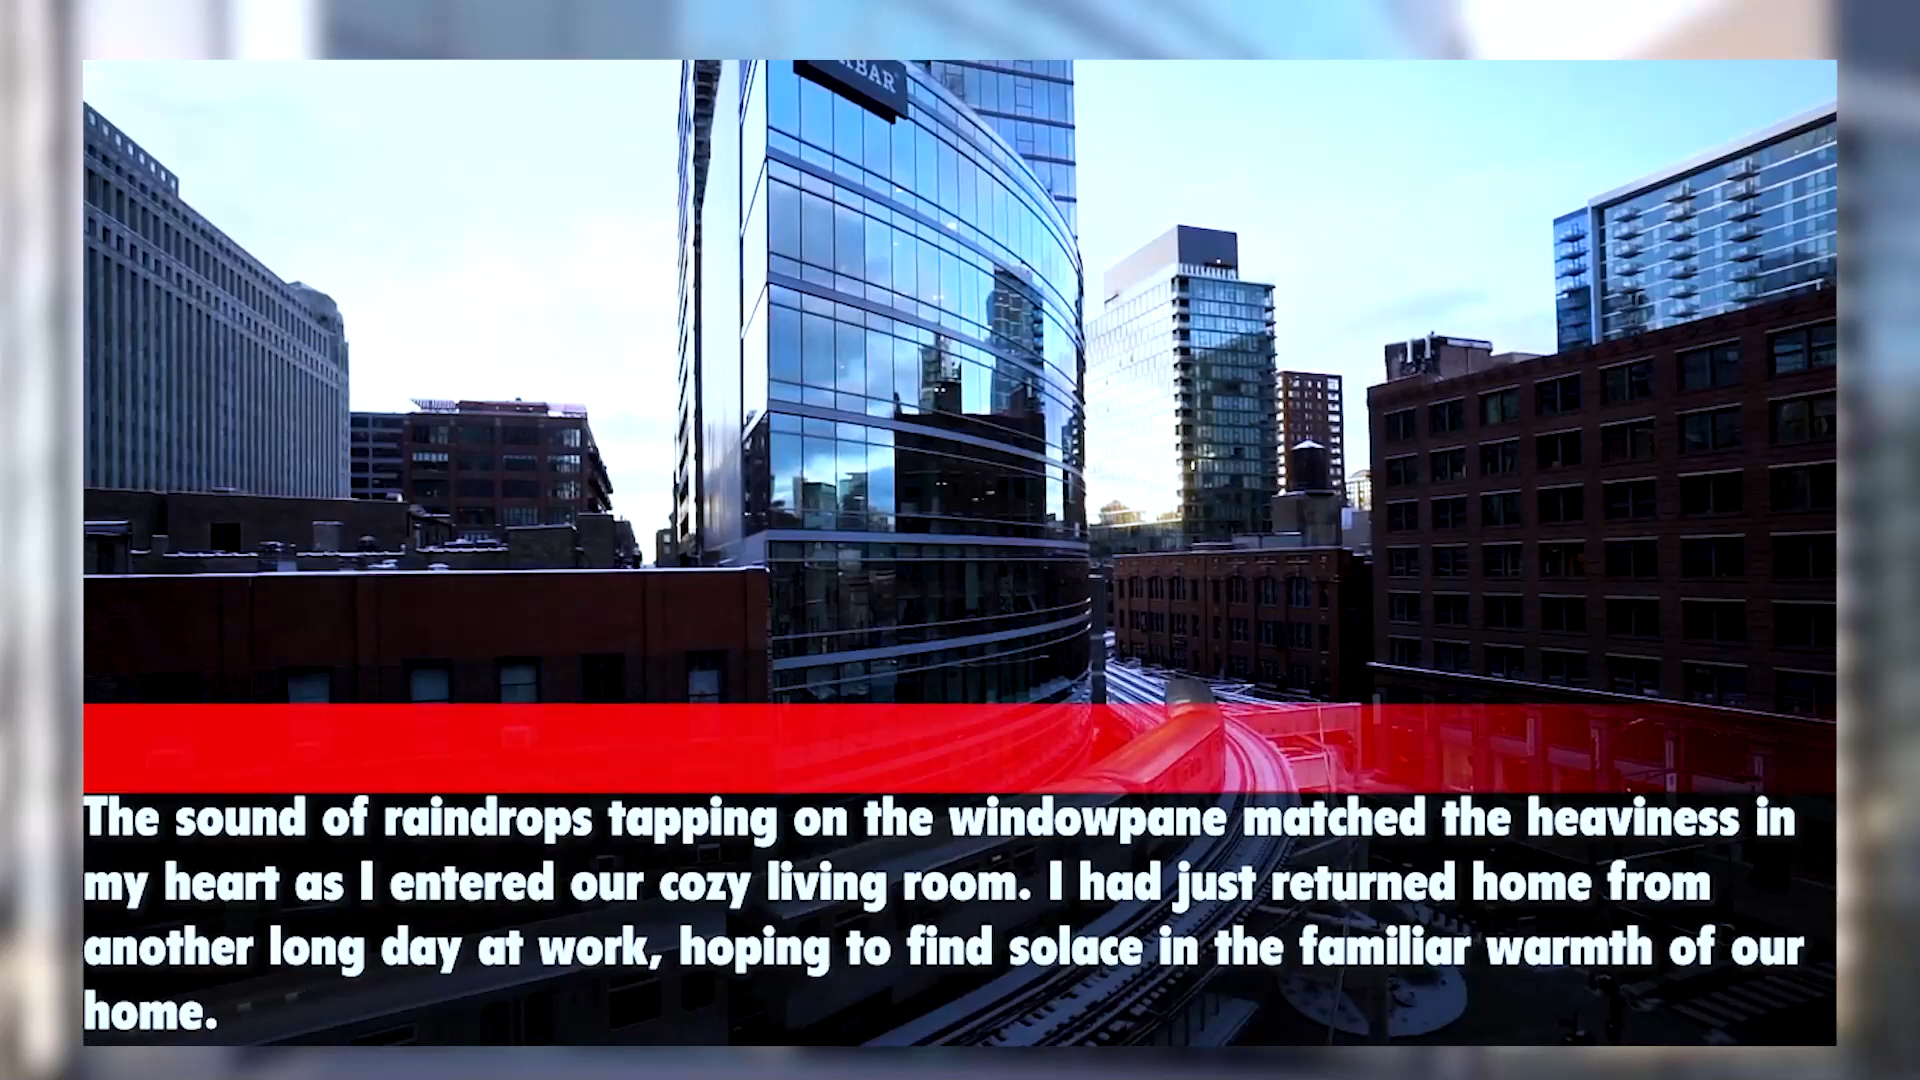 BAR
The sound of raindrops tapping on the windowpane matched the heaviness in
my heart as I entered our cozy living room. I had just returned home from
another long day at work, hoping to find solace in the familiar warmth of our
home.